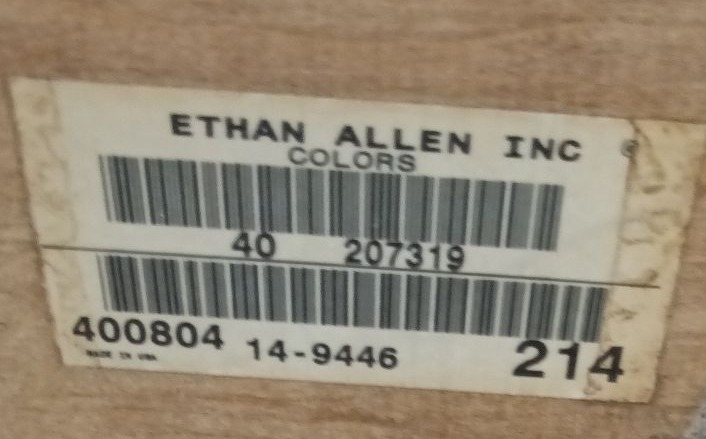 ETHAN ALLEN INC
COLORS
40 207319
400804 14-9446 214
MADE IN USA